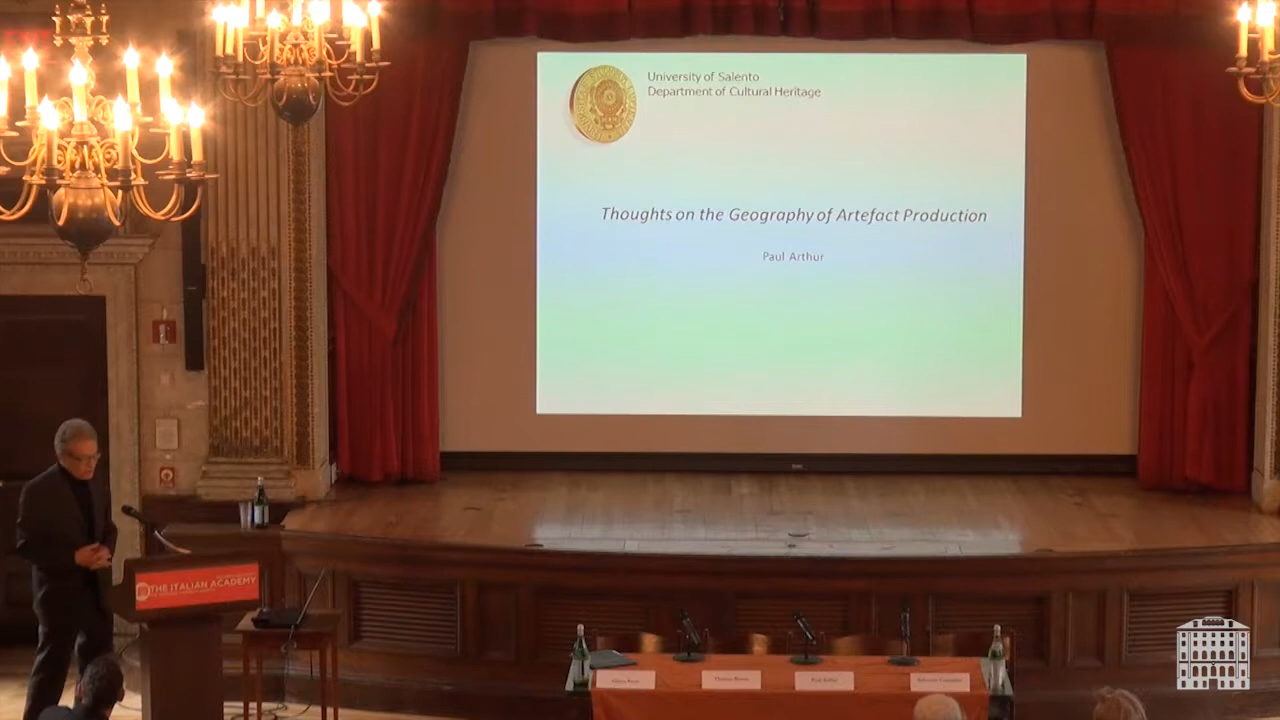 University of Salento
Department of Cultural Heritage
Thoughts on the Geography of Artefact Production
Paul Arthur
THE ITALIAN ACADEMY